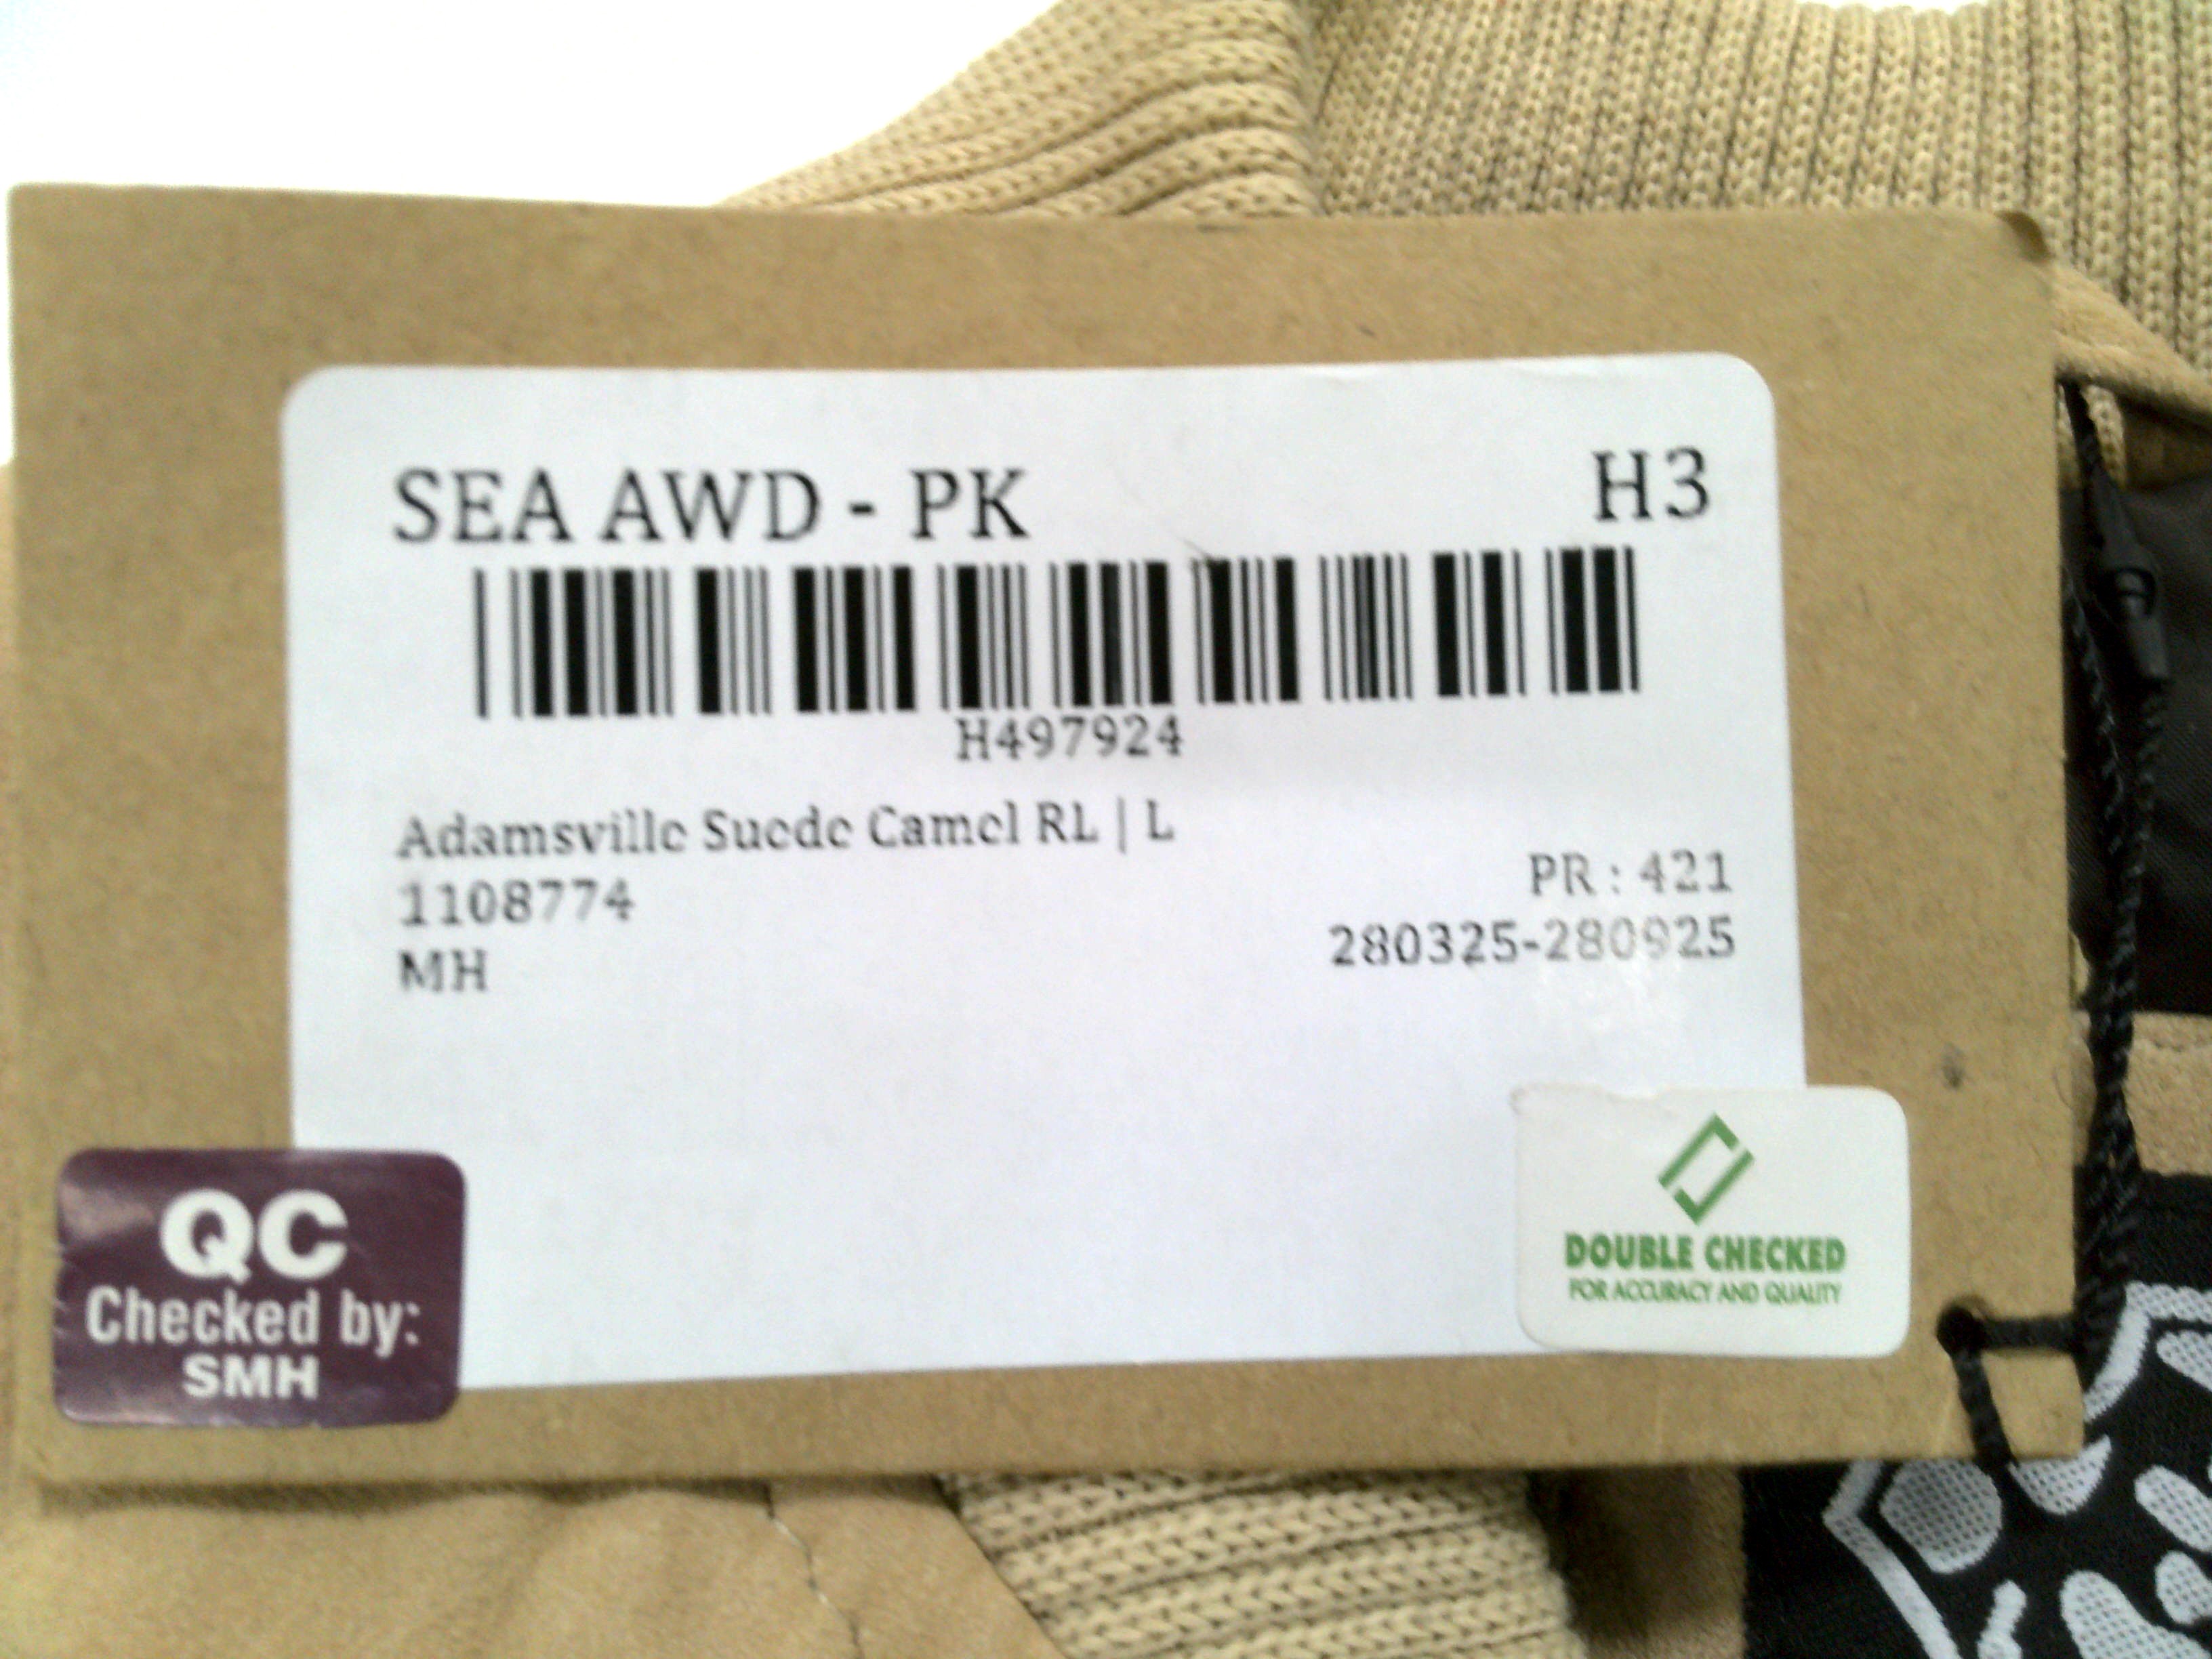 SEA AWD - PK
H3
H497924
Adamsville Suede Camel RL | L
1108774
PR : 421
MH
280325-280925
QC
Checked by:
SMH
DOUBLE CHECKED
FOR ACCURACY AND QUALITY